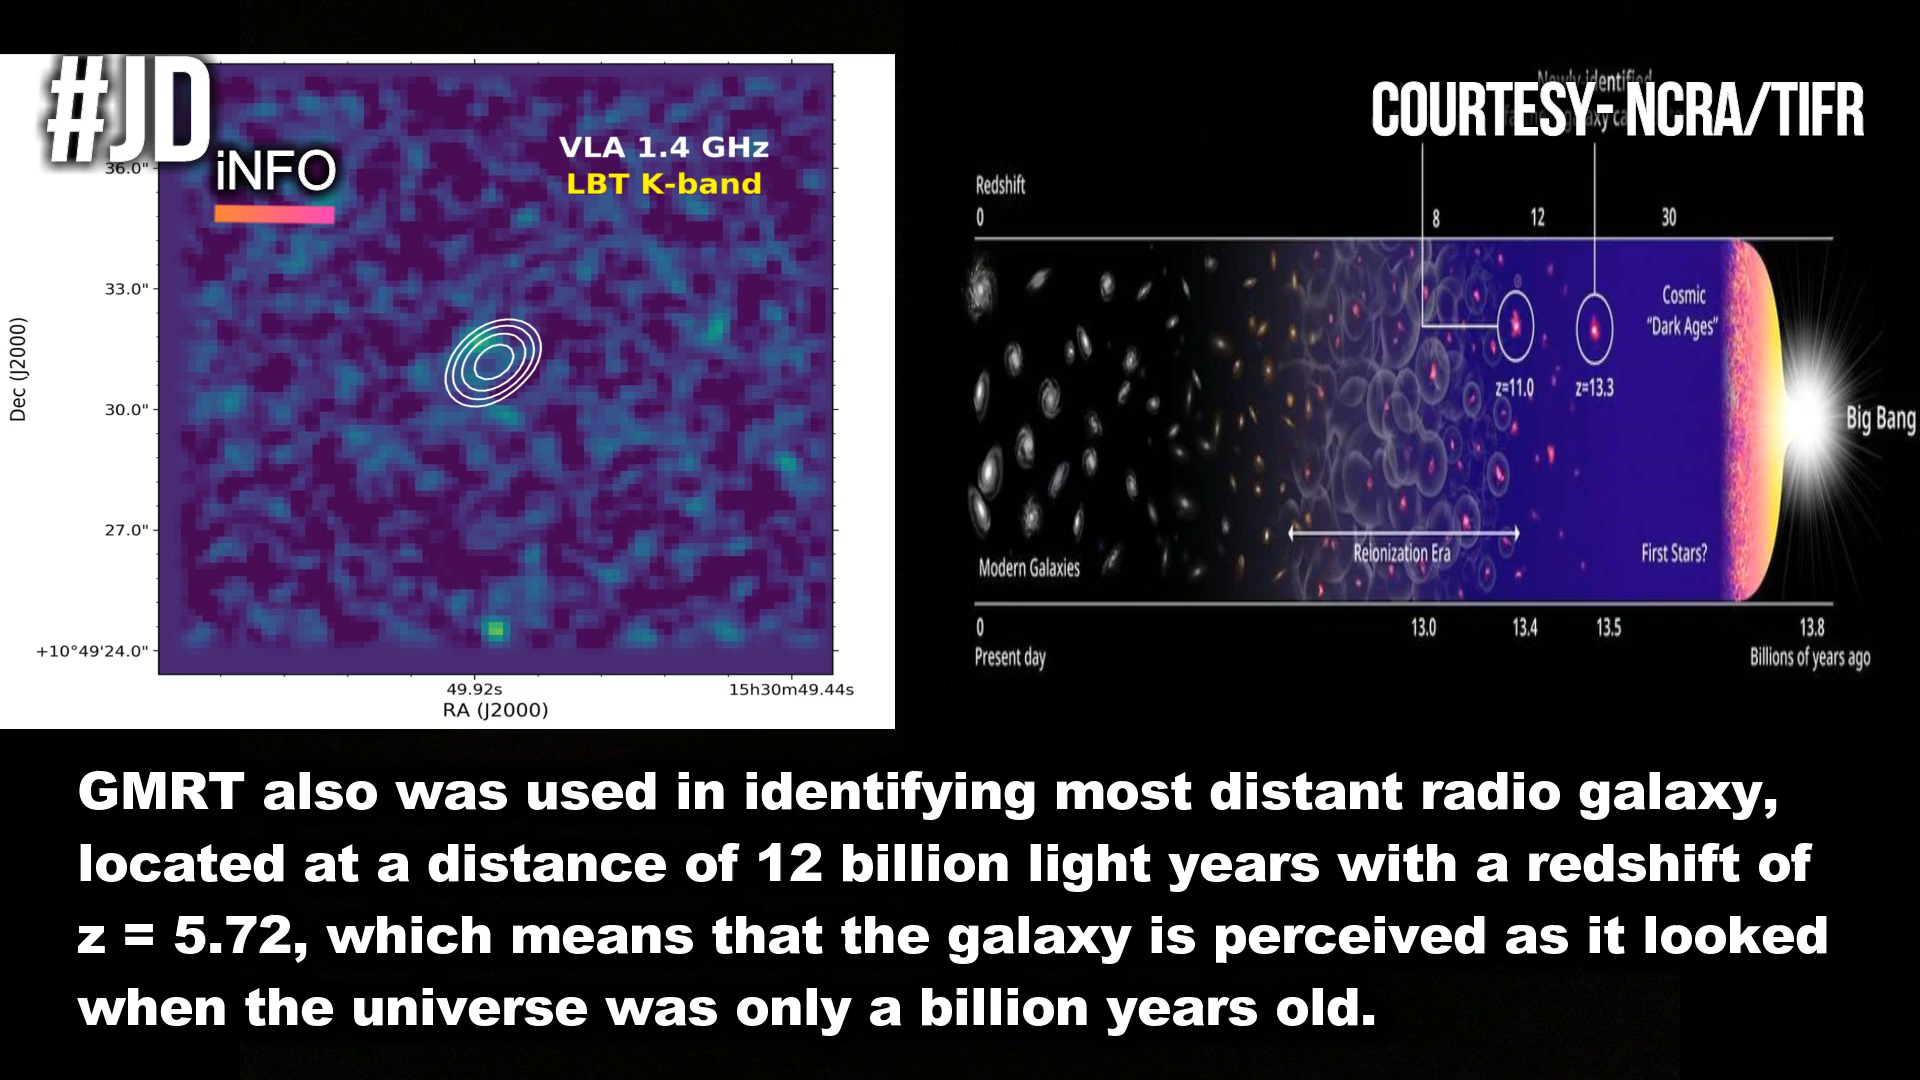 #JD
iNFO
VLA 1.4 GHz
LBT K-band
36.0"
33.0"
30.0"
27.0"
+10°49'24.0"
Dec (J2000)
49.92s
15h30m49.44s
RA (J2000)
Newly identified
COURTESY- NCRA/TIFR
Redshift
0
8
12
30
Cosmic
“Dark Ages”
z=11.0
z=13.3
Big Bang
Reionization Era
First Stars?
Modern Galaxies
0
13.0
13.4
13.5
13.8
Present day
Billions of years ago
GMRT also was used in identifying most distant radio galaxy,
located at a distance of 12 billion light years with a redshift of
z = 5.72, which means that the galaxy is perceived as it looked
when the universe was only a billion years old.